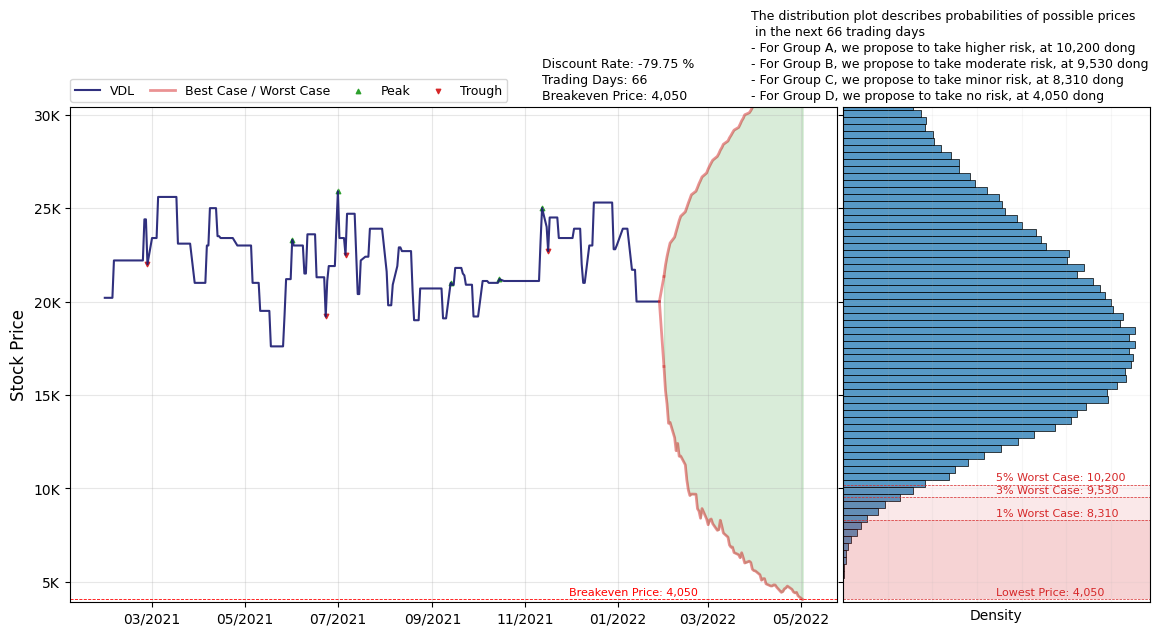 The distribution plot describes probabilities of possible prices
in the next 66 trading days
- For Group A, we propose to take higher risk, at 10,200 dong
- For Group B, we propose to take moderate risk, at 9,530 dong
- For Group C, we propose to take minor risk, at 8,310 dong
- For Group D, we propose to take no risk, at 4,050 dong
Discount Rate: -79.75 %
Trading Days: 66
Breakeven Price: 4,050
VDL
Best Case / Worst Case
Peak
Trough
Stock Price
30K
25K
20K
15K
10K
5K
Breakeven Price: 4,050
03/2021
05/2021
07/2021
09/2021
11/2021
01/2022
03/2022
05/2022
5% Worst Case: 10,200
3% Worst Case: 9,530
1% Worst Case: 8,310
Lowest Price: 4,050
Density